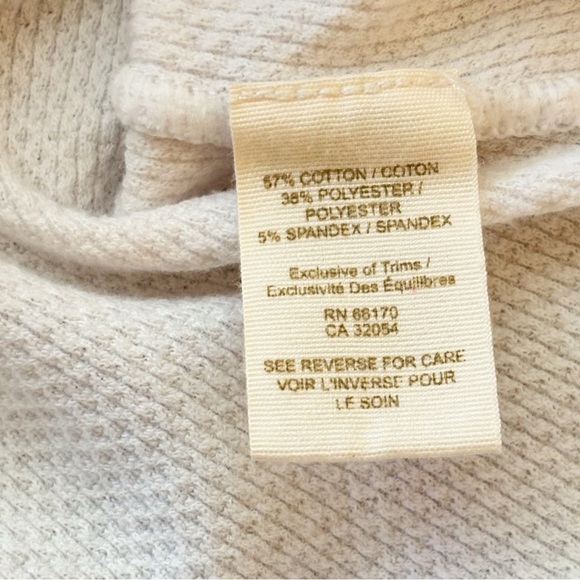 57% COTTON / COTON
38% POLYESTER /
POLYESTER
5% SPANDEX / SPANDEX
Exclusive of Trims /
Exclusivité Des Équilibres
RN 66170
CA 32054
SEE REVERSE FOR CARE
VOIR L'INVERSE POUR
LE SOIN